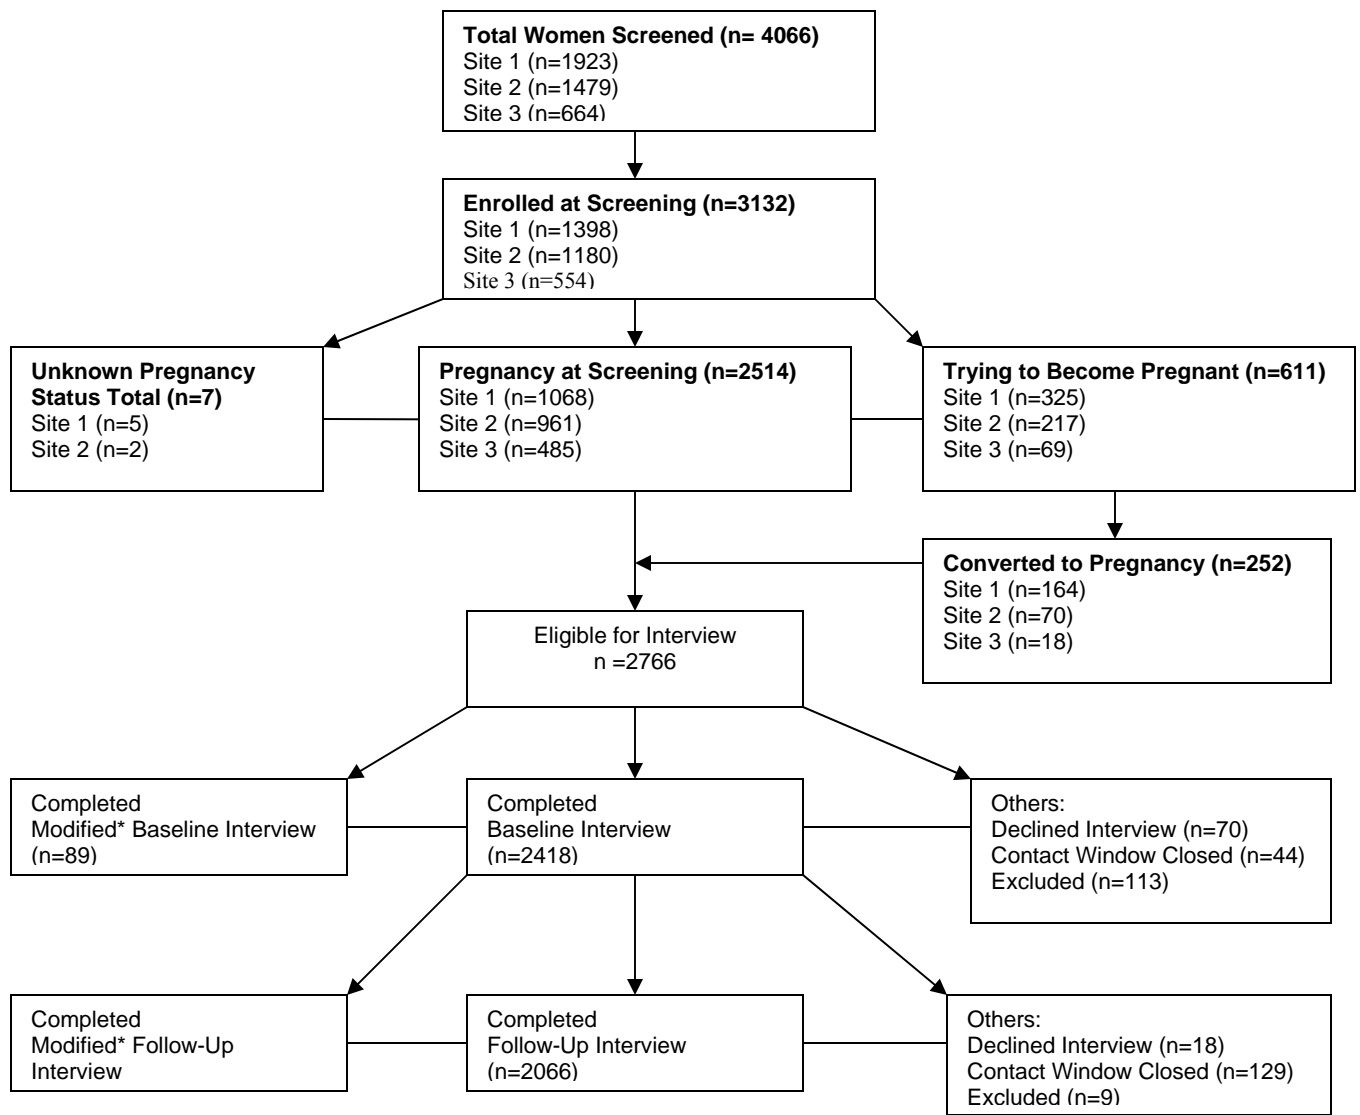 Total Women Screened (n= 4066)
Site 1 (n=1923)
Site 2 (n=1479)
Site 3 (n=664)
Enrolled at Screening (n=3132)
Site 1 (n=1398)
Site 2 (n=1180)
Site 3 (n=554)
Unknown Pregnancy
Status Total (n=7)
Site 1 (n=5)
Site 2 (n=2)
Pregnancy at Screening (n=2514)
Site 1 (n=1068)
Site 2 (n=961)
Site 3 (n=485)
Trying to Become Pregnant (n=611)
Site 1 (n=325)
Site 2 (n=217)
Site 3 (n=69)
Converted to Pregnancy (n=252)
Site 1 (n=164)
Site 2 (n=70)
Site 3 (n=18)
Eligible for Interview
n =2766
Completed
Modified* Baseline Interview
(n=89)
Completed
Baseline Interview
(n=2418)
Others:
Declined Interview (n=70)
Contact Window Closed (n=44)
Excluded (n=113)
Completed
Modified* Follow-Up
Interview
Completed
Follow-Up Interview
(n=2066)
Others:
Declined Interview (n=18)
Contact Window Closed (n=129)
Excluded (n=9)